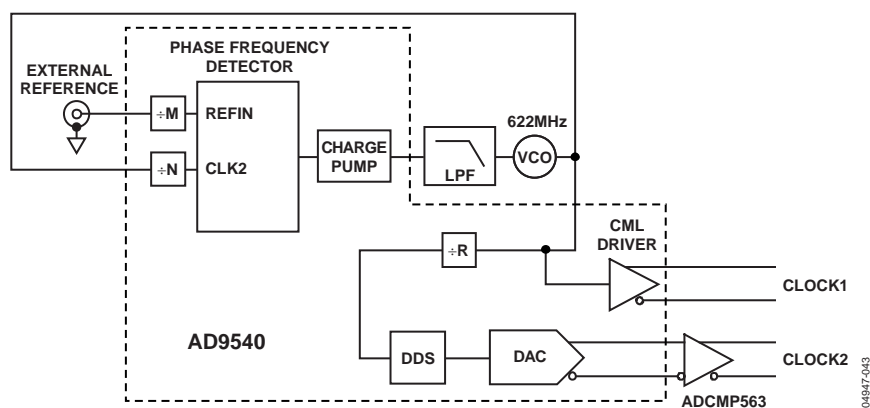 PHASE FREQUENCY
DETECTOR
EXTERNAL
REFERENCE
÷M
REFIN
÷N
CLK2
CHARGE
PUMP
LPF
622MHz
VCO
÷R
CML
DRIVER
CLOCK1
AD9540
DDS
DAC
CLOCK2
ADCMP563
04947-043